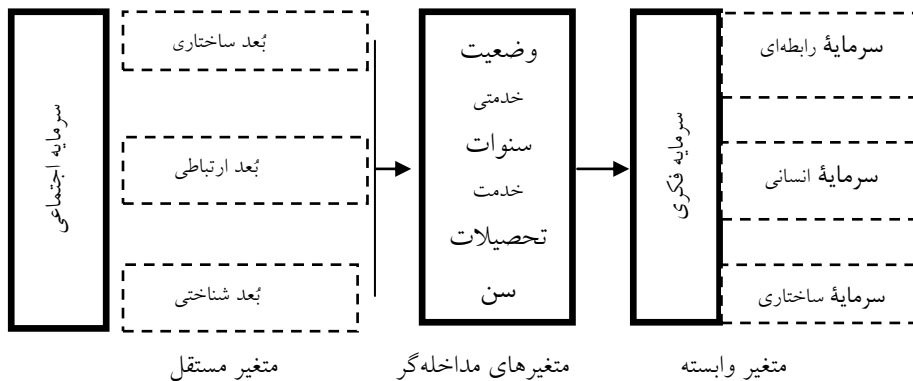 سرمایه اجتماعی
بُعد ساختاری
بُعد ارتباطی
بُعد شناختی
وضعیت
خدمتی
سنوات
خدمت
تحصیلات
سن
سرمایه فکری
سرمایهٔ رابطه‌ای
سرمایهٔ انسانی
سرمایهٔ ساختاری
متغیر مستقل
متغیرهای مداخله‌گر
متغیر وابسته